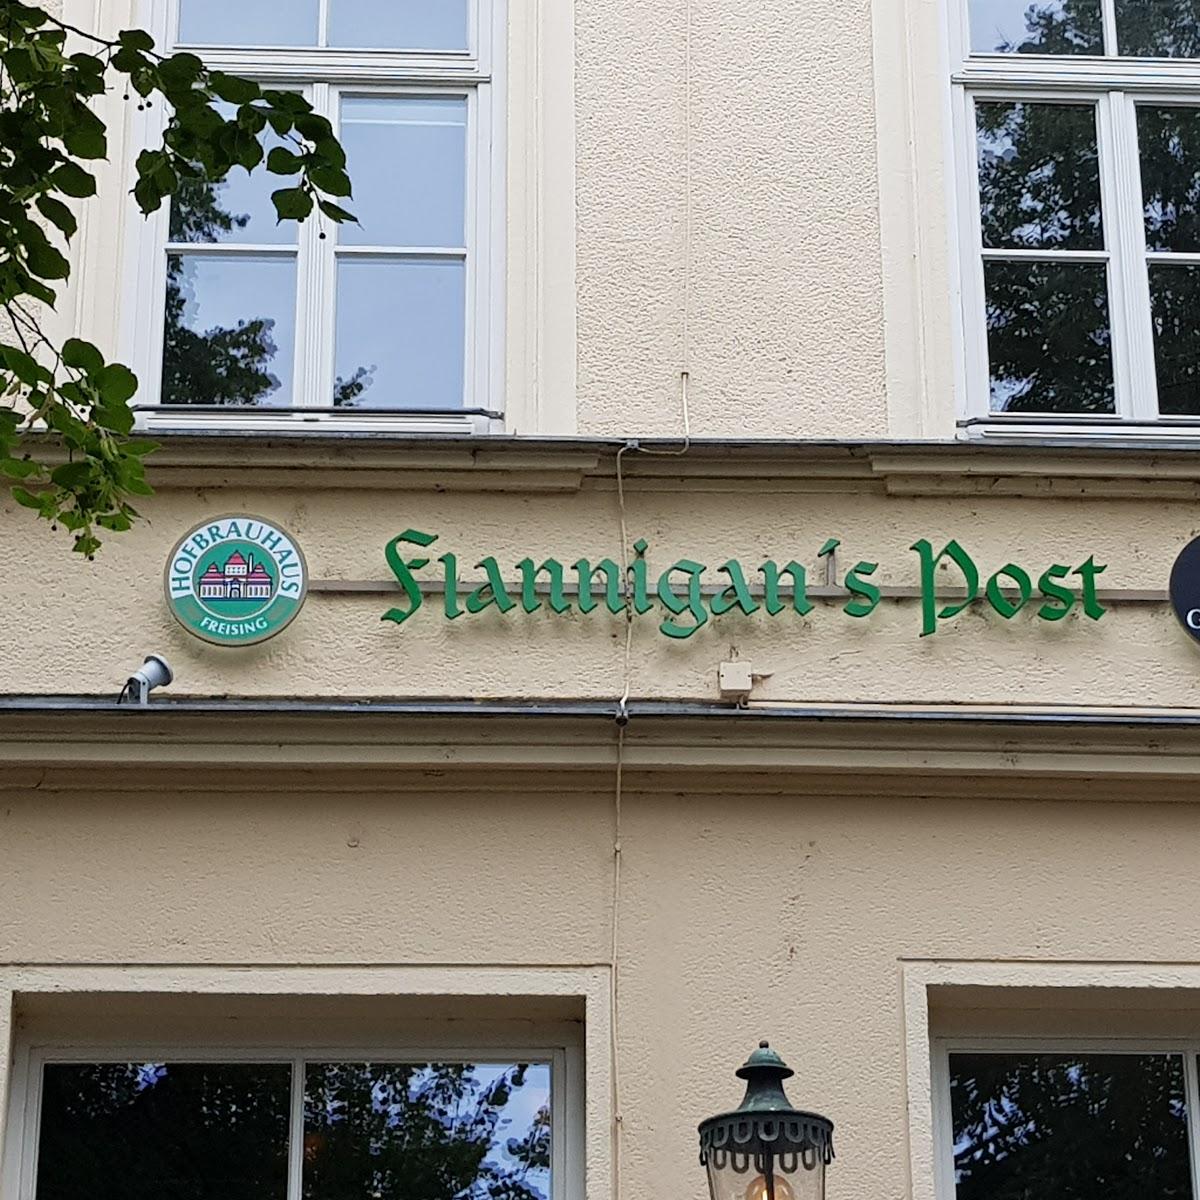 HOFBRAUHAUS
FREISING
Flannigan´s Post
G